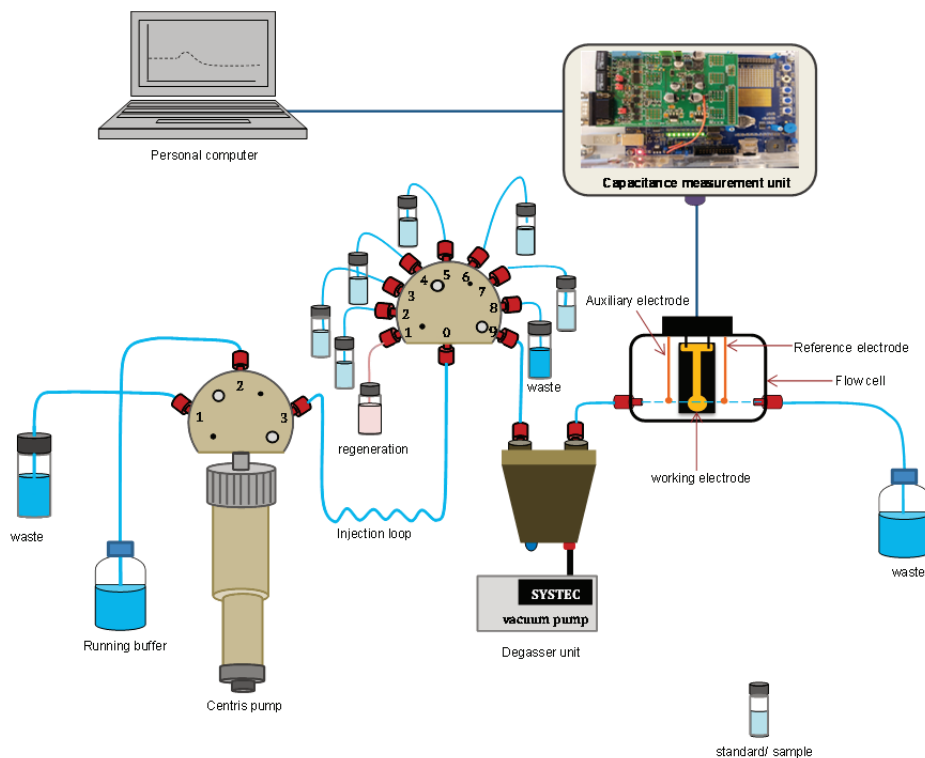 Personal computer
Capacitance measurement unit
5
4
6
3
7
2
8
1
0
9
Auxiliary electrode
Reference electrode
Flow cell
waste
working electrode
regeneration
2
1
3
waste
Injection loop
Running buffer
SYSTEC
vacuum pump
Degasser unit
waste
Centris pump
standard/ sample